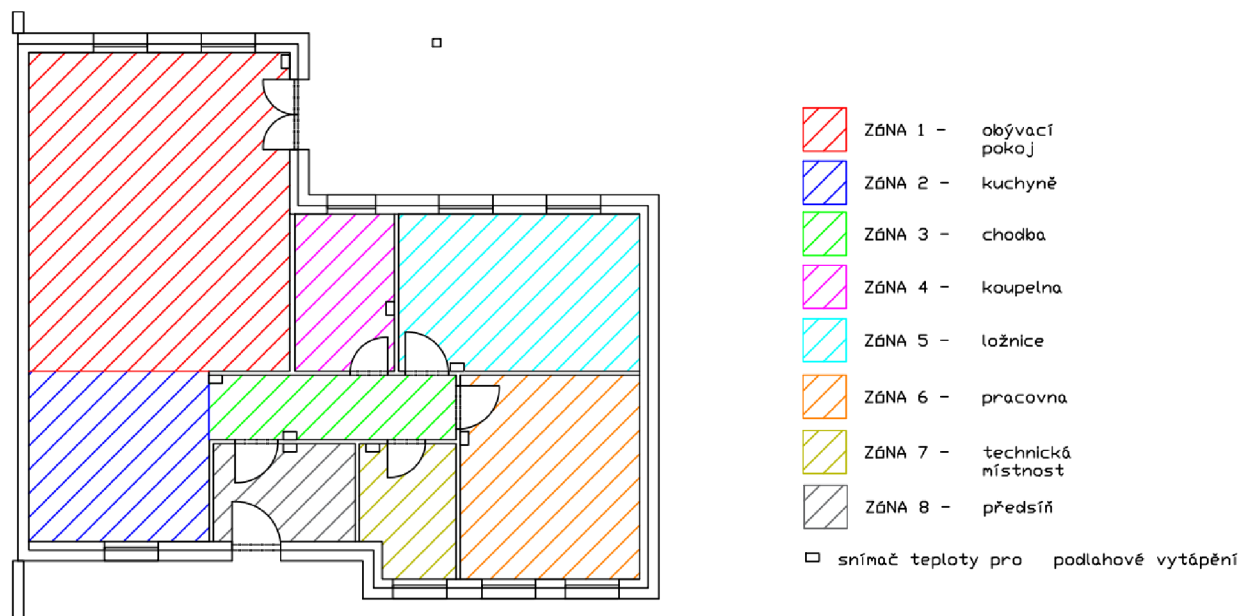 ZóNA 1 - obývací
pokoj
ZóNA 2 - kuchyně
ZóNA 3 - chodba
ZóNA 4 - koupelna
ZóNA 5 - ložnice
ZóNA 6 - pracovna
ZóNA 7 - technická
místnost
ZóNA 8 - předsíň
snímač teploty pro podlahové vytápění